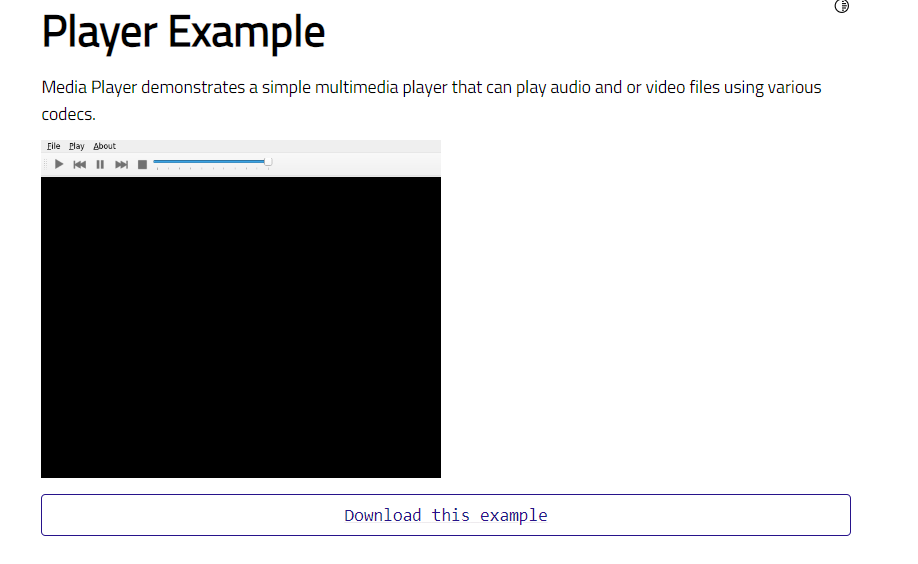 Player Example
Media Player demonstrates a simple multimedia player that can play audio and or video files using various
codecs.
File Play About
Download this example